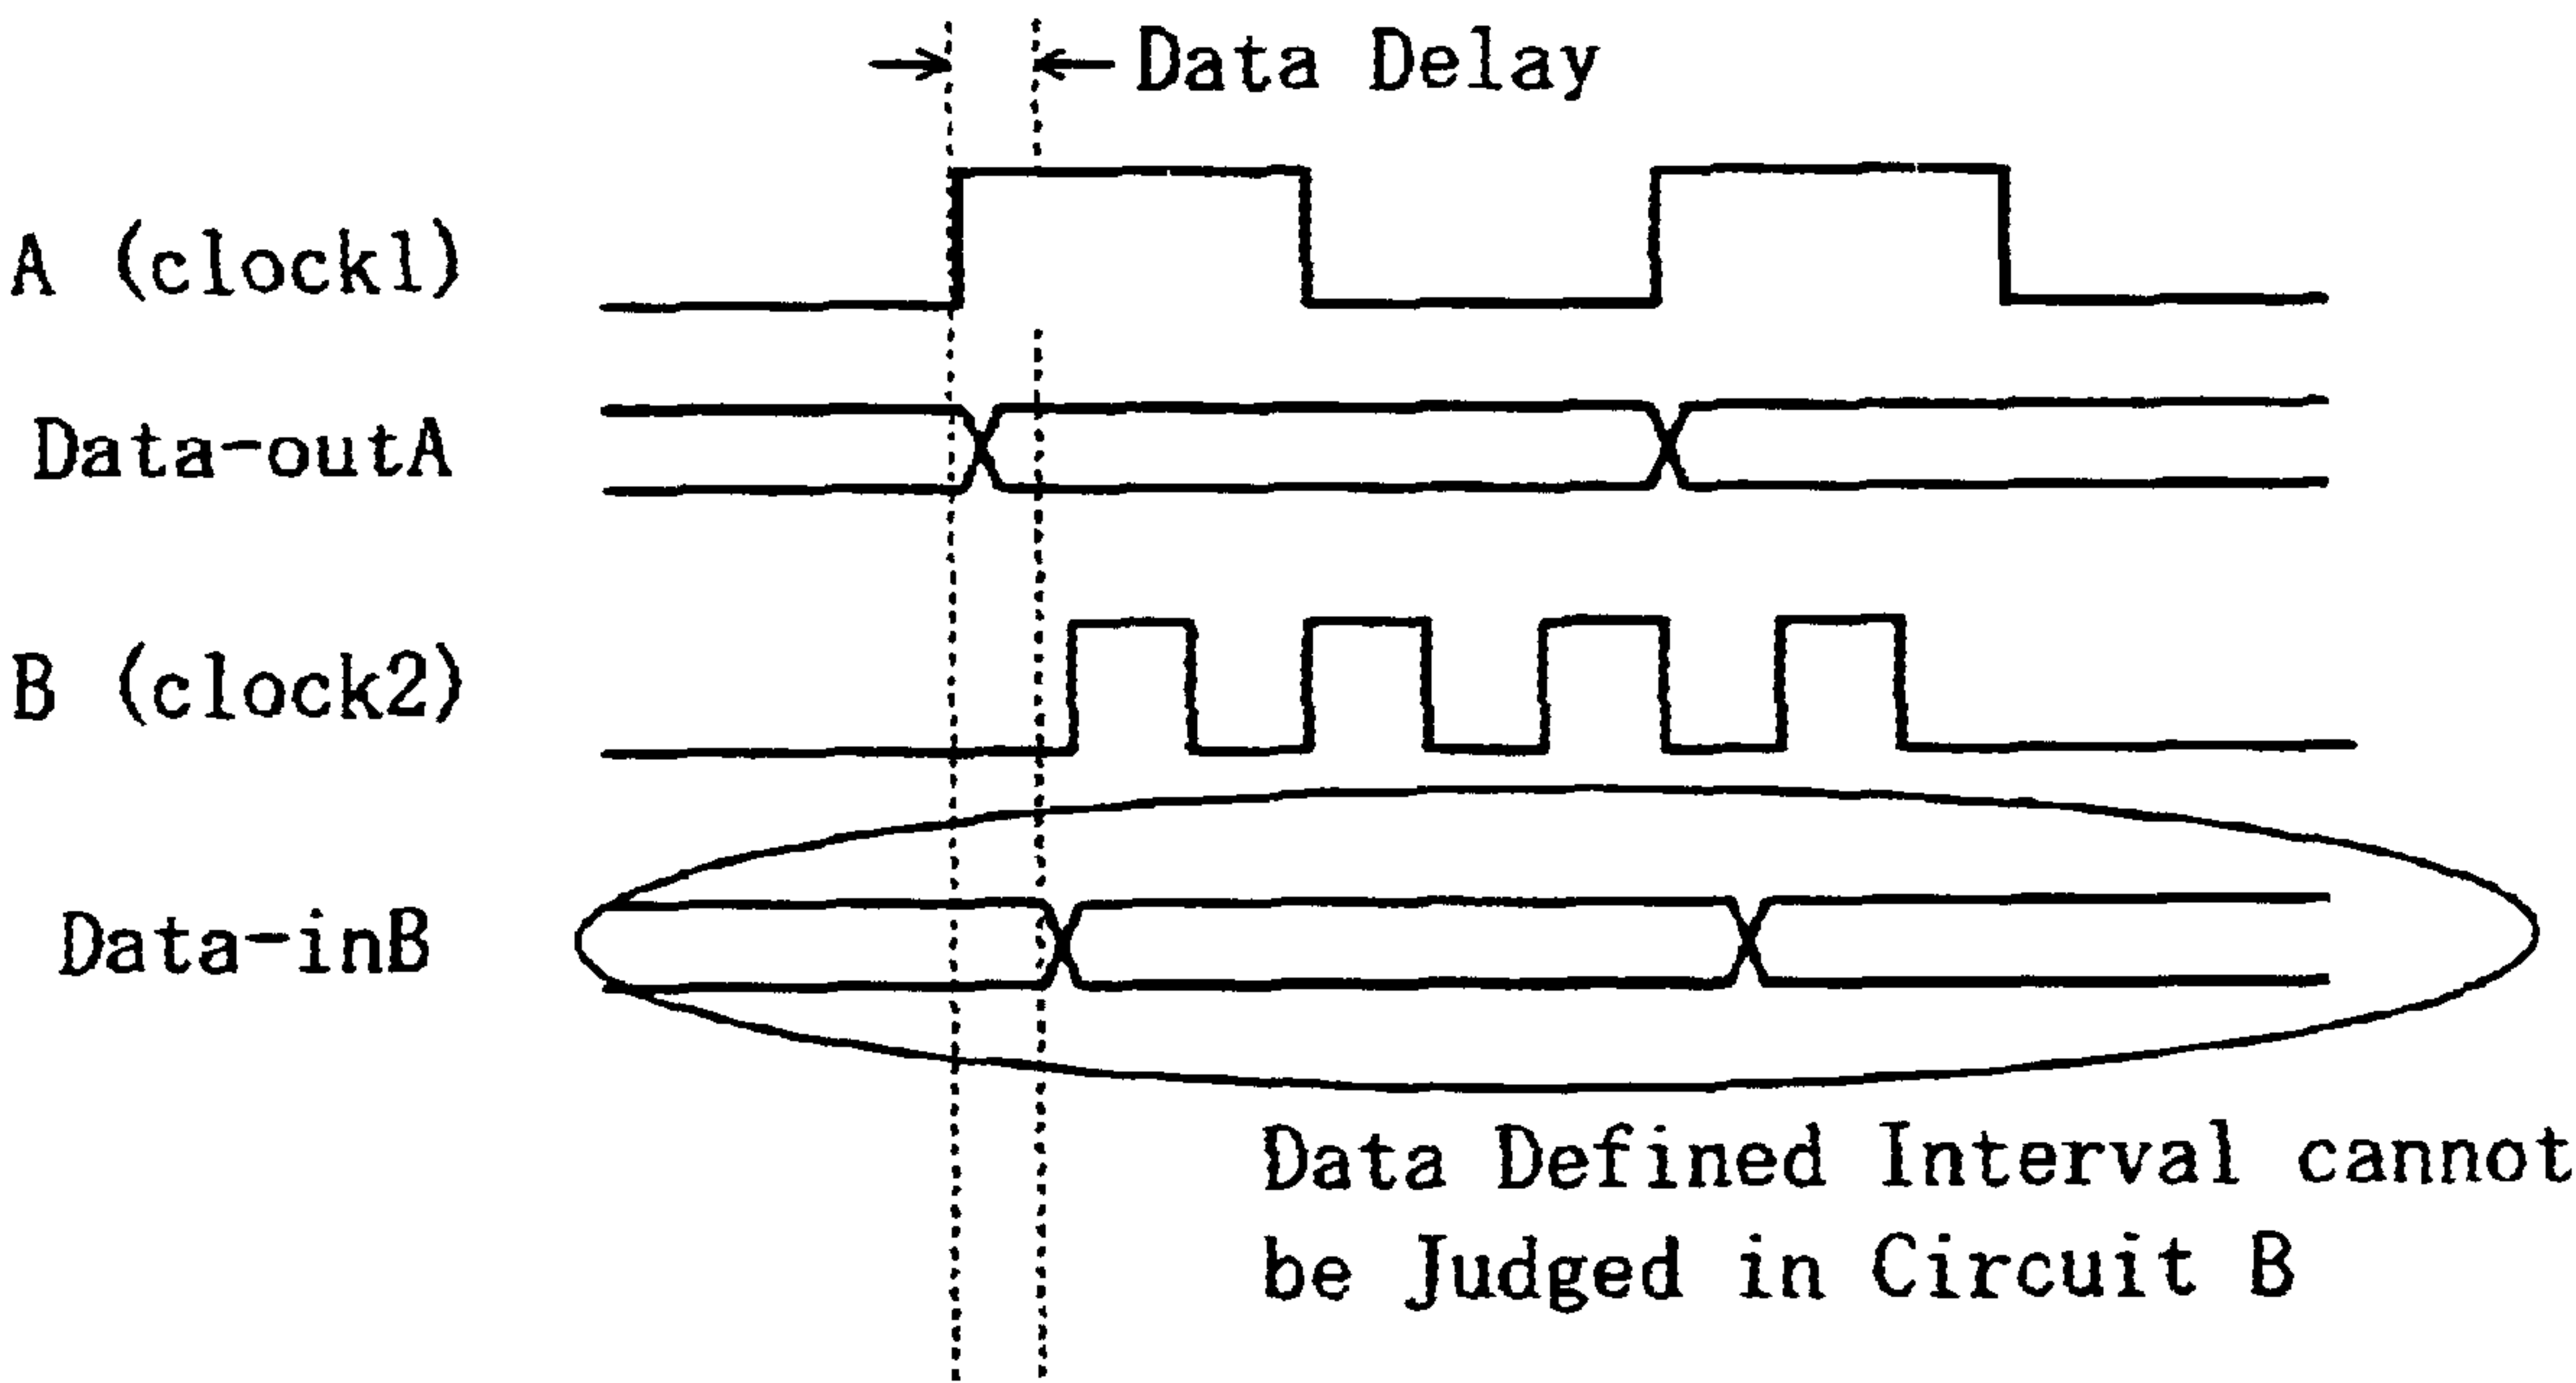 Data Delay
A (clock1)
Data-outA
B (clock2)
Data-inB
Data Defined Interval cannot
be Judged in Circuit B